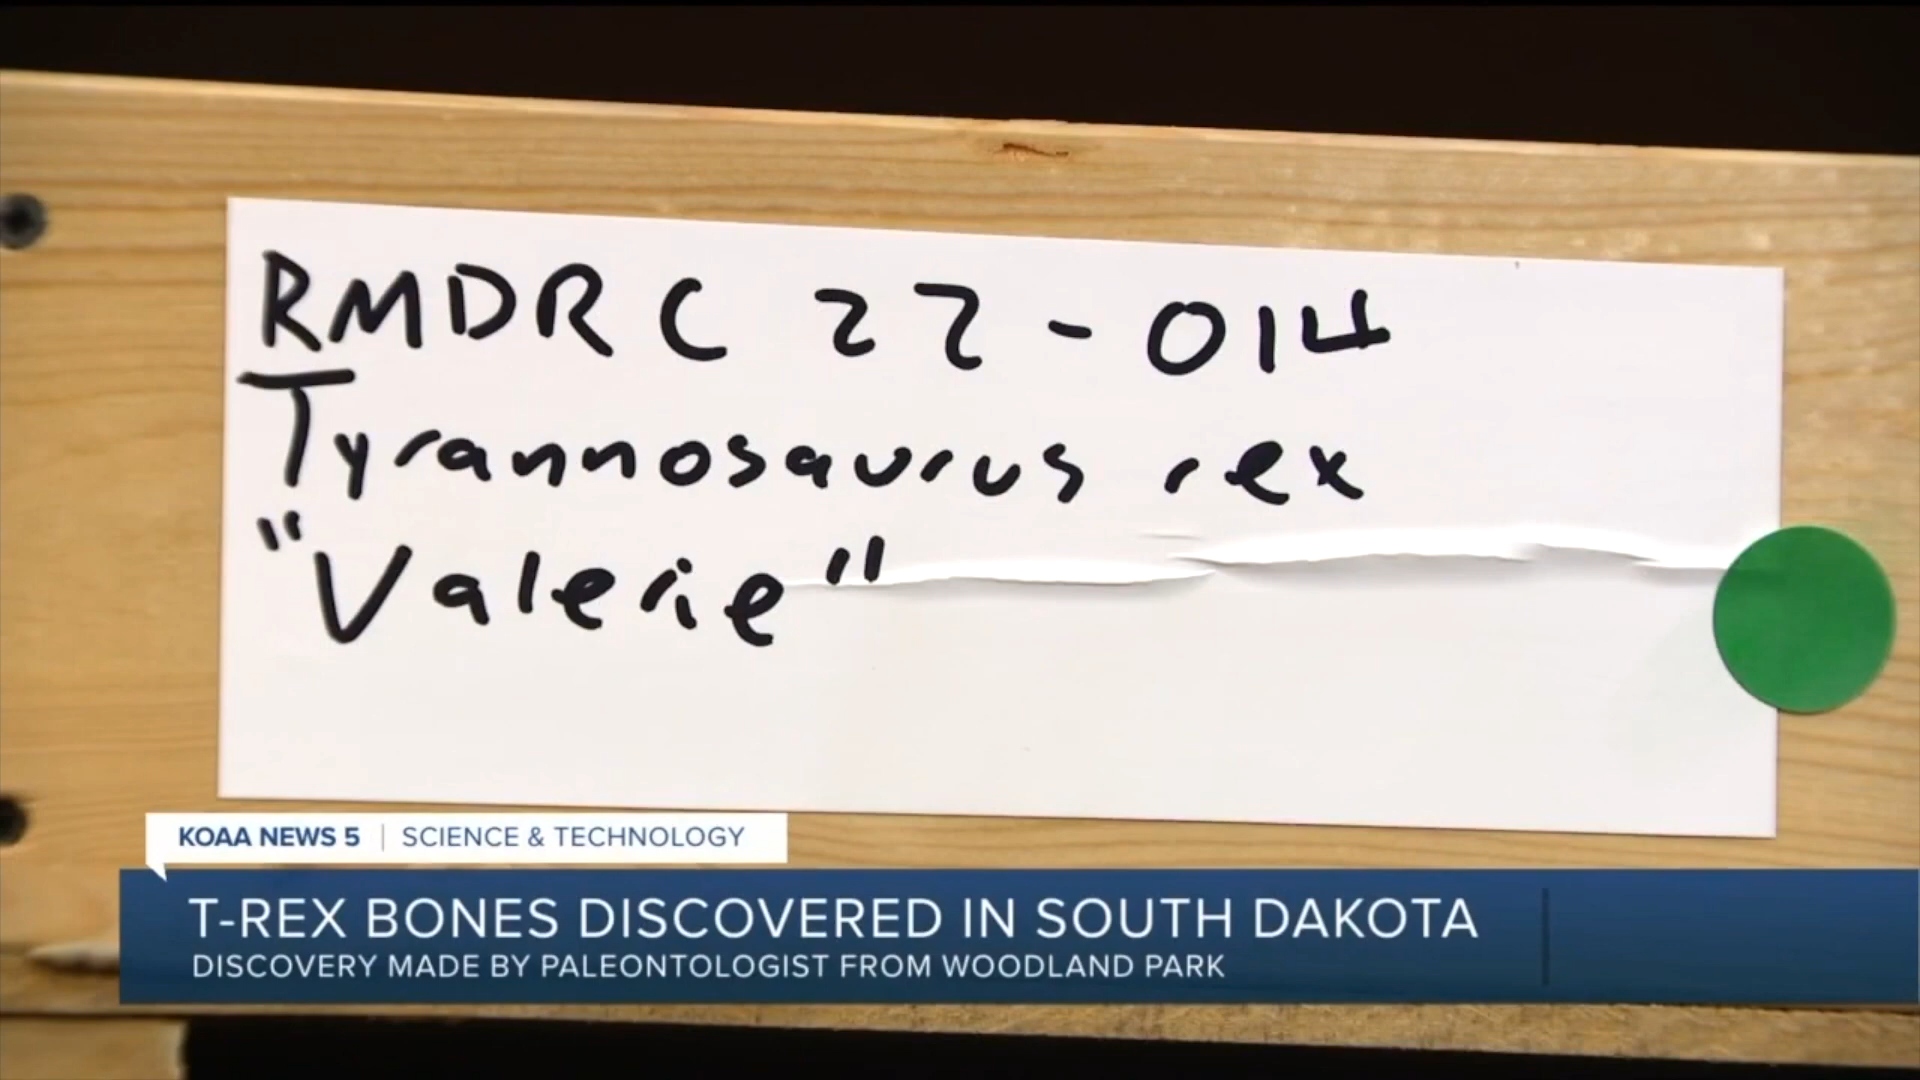 RMDRC 22-014
Tyrannosaurus rex
"Valerie"
KOAA NEWS 5 | SCIENCE & TECHNOLOGY
T-REX BONES DISCOVERED IN SOUTH DAKOTA
DISCOVERY MADE BY PALEONTOLOGIST FROM WOODLAND PARK